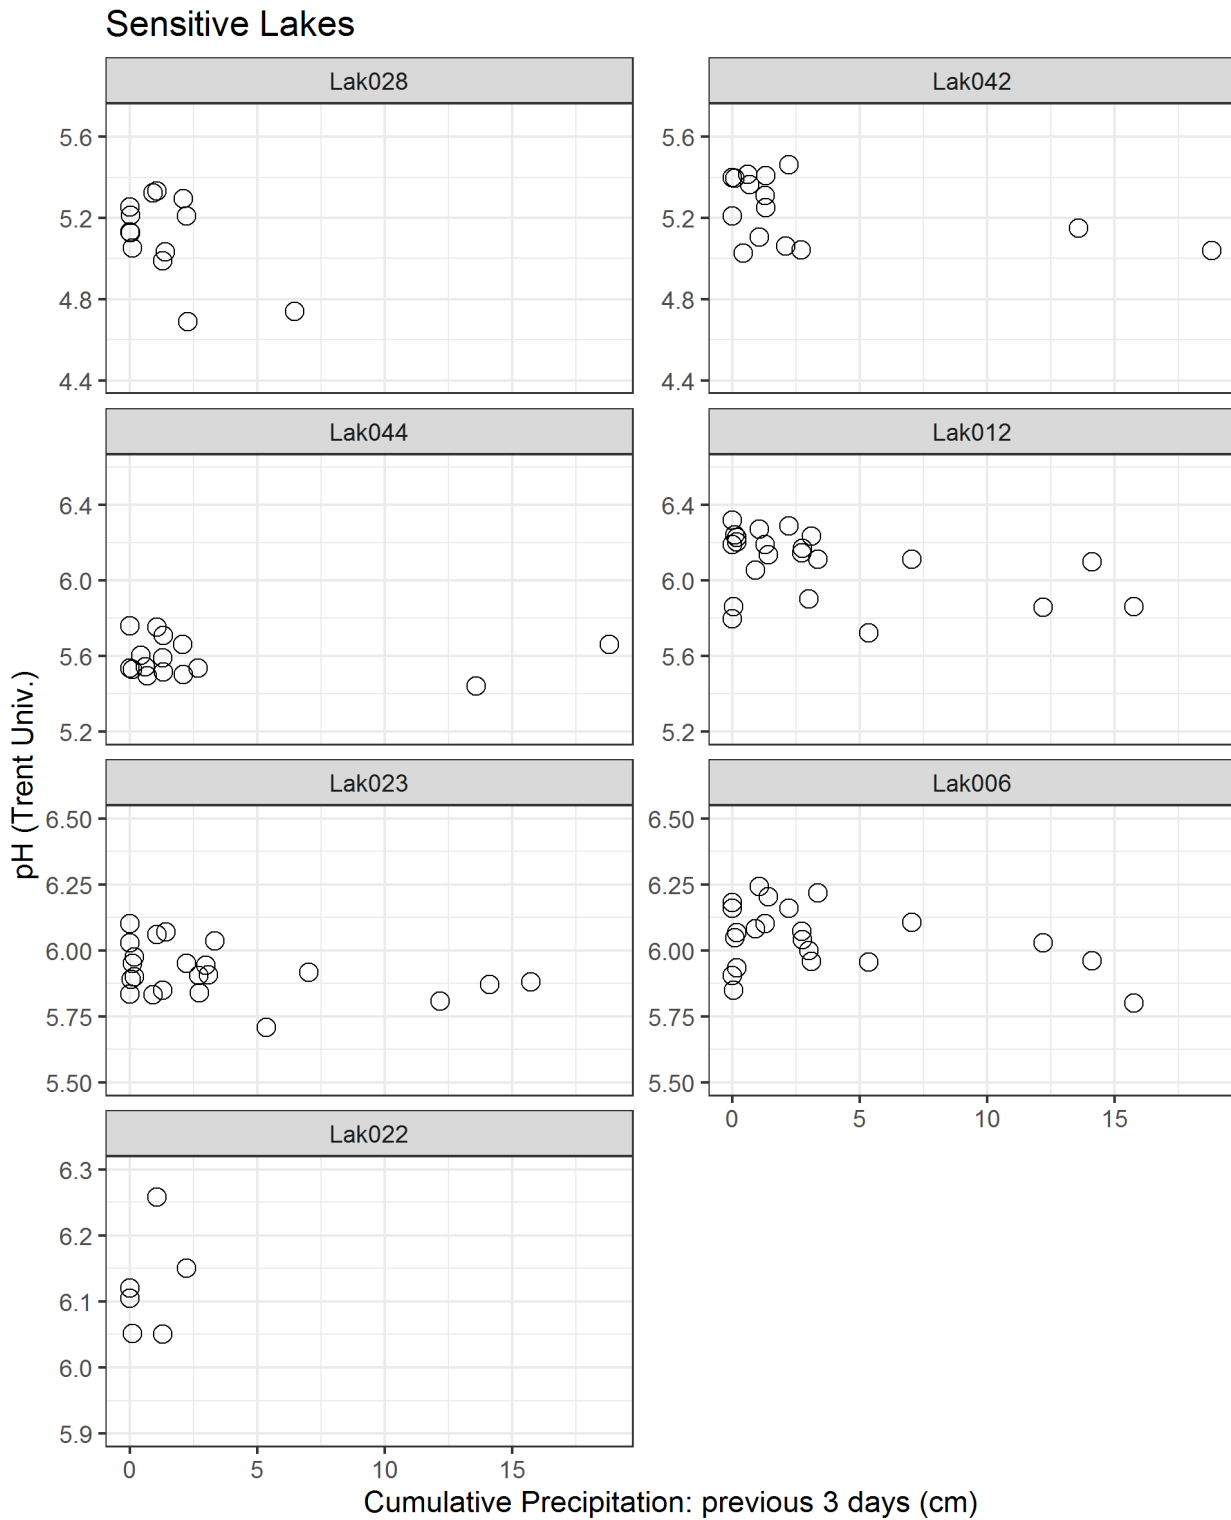 Sensitive Lakes
Lak028
Lak042
5.6
5.2
4.8
4.4
5.6
5.2
4.8
4.4
Lak044
Lak012
6.4
6.0
5.6
5.2
6.4
6.0
5.6
5.2
Lak023
Lak006
6.50
6.25
6.00
5.75
5.50
6.50
6.25
6.00
5.75
5.50
0 5 10 15
Lak022
6.3
6.2
6.1
6.0
5.9
0 5 10 15
pH (Trent Univ.)
Cumulative Precipitation: previous 3 days (cm)